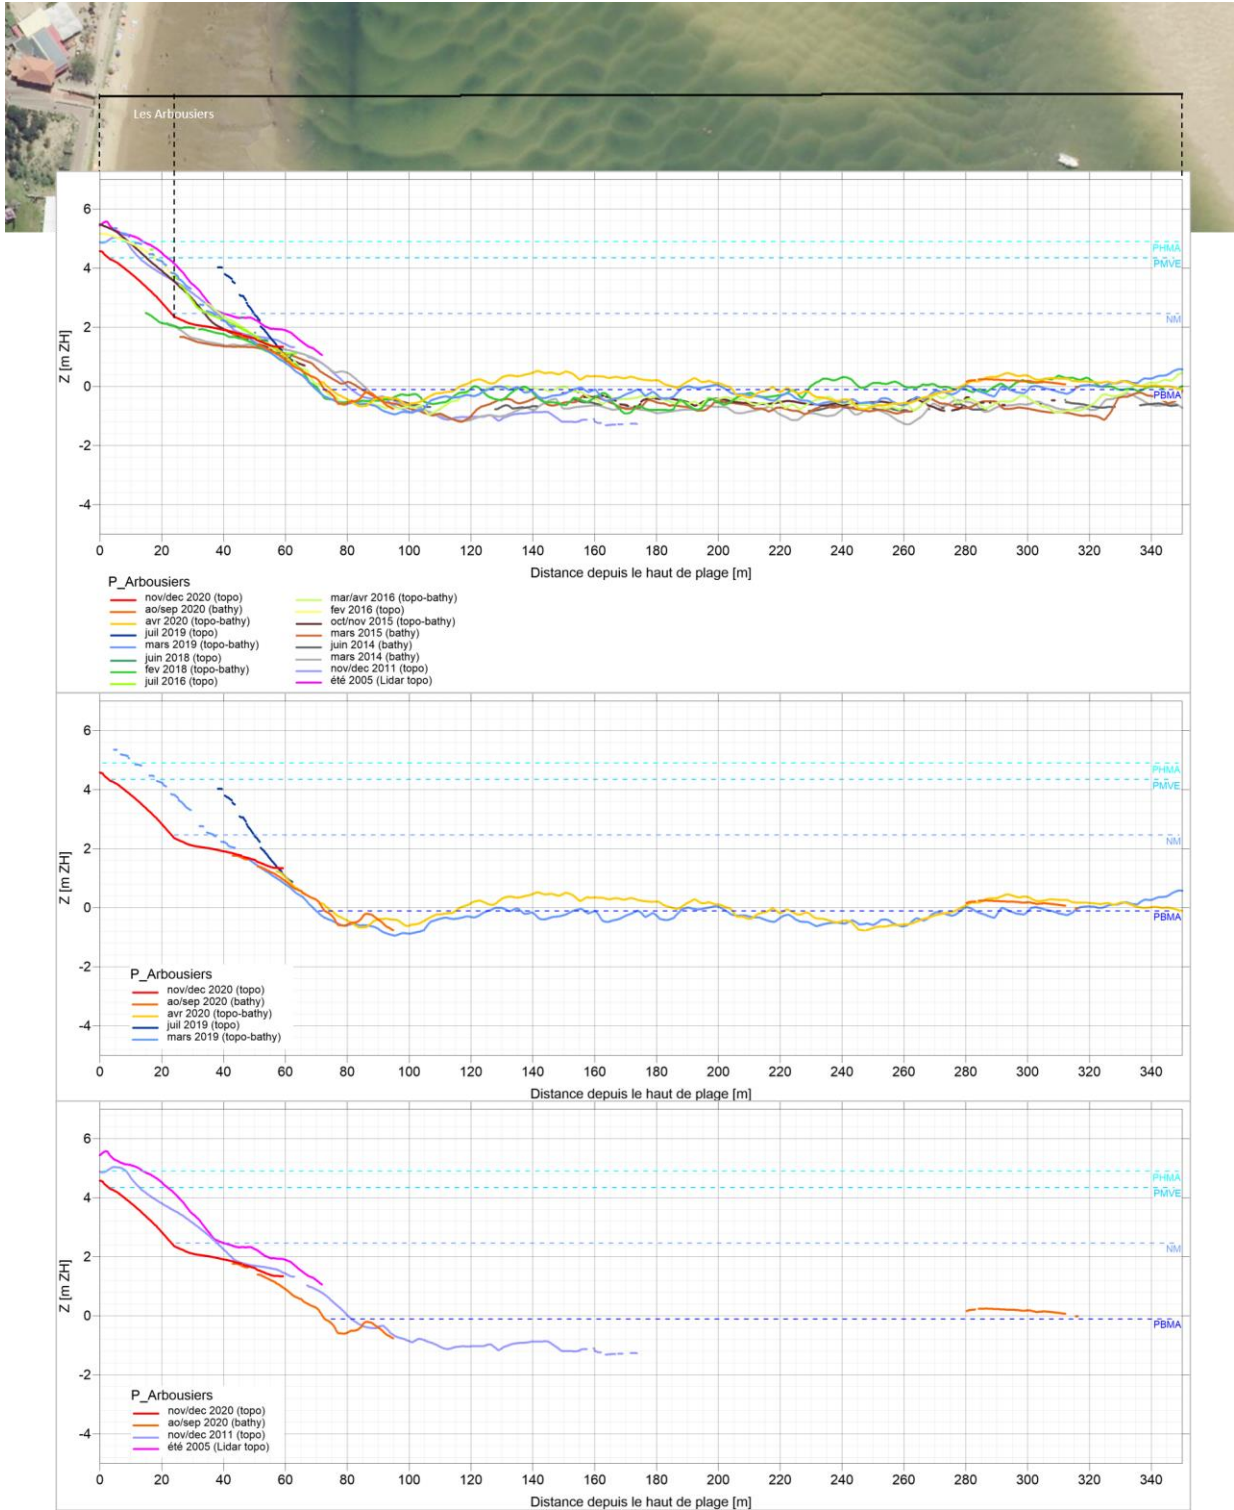 Les Arbousiers
6
PHMA
4
PMVE
NM
2
Z [m ZH]
0
PBMA
-2
-4
0 20 40 60 80 100 120 140 160 180 200 220 240 260 280 300 320 340
Distance depuis le haut de plage [m]
P_Arbousiers
nov/dec 2020 (topo)
ao/sep 2020 (bathy)
avr 2020 (topo-bathy)
juil 2019 (topo)
mars 2019 (topo-bathy)
juin 2018 (topo)
fev 2018 (topo-bathy)
juil 2016 (topo)
mar/avr 2016 (topo-bathy)
fev 2016 (topo)
oct/nov 2015 (topo-bathy)
mars 2015 (bathy)
juin 2014 (bathy)
mars 2014 (bathy)
nov/dec 2011 (topo)
été 2005 (Lidar topo)
6
PHMA
4
PMVE
NM
2
Z [m ZH]
0
PBMA
-2
-4
P_Arbousiers
nov/dec 2020 (topo)
ao/sep 2020 (bathy)
avr 2020 (topo-bathy)
juil 2019 (topo)
mars 2019 (topo-bathy)
0 20 40 60 80 100 120 140 160 180 200 220 240 260 280 300 320 340
Distance depuis le haut de plage [m]
6
PHMA
4
PMVE
NM
2
Z [m ZH]
0
PBMA
-2
-4
P_Arbousiers
nov/dec 2020 (topo)
ao/sep 2020 (bathy)
nov/dec 2011 (topo)
été 2005 (Lidar topo)
0 20 40 60 80 100 120 140 160 180 200 220 240 260 280 300 320 340
Distance depuis le haut de plage [m]